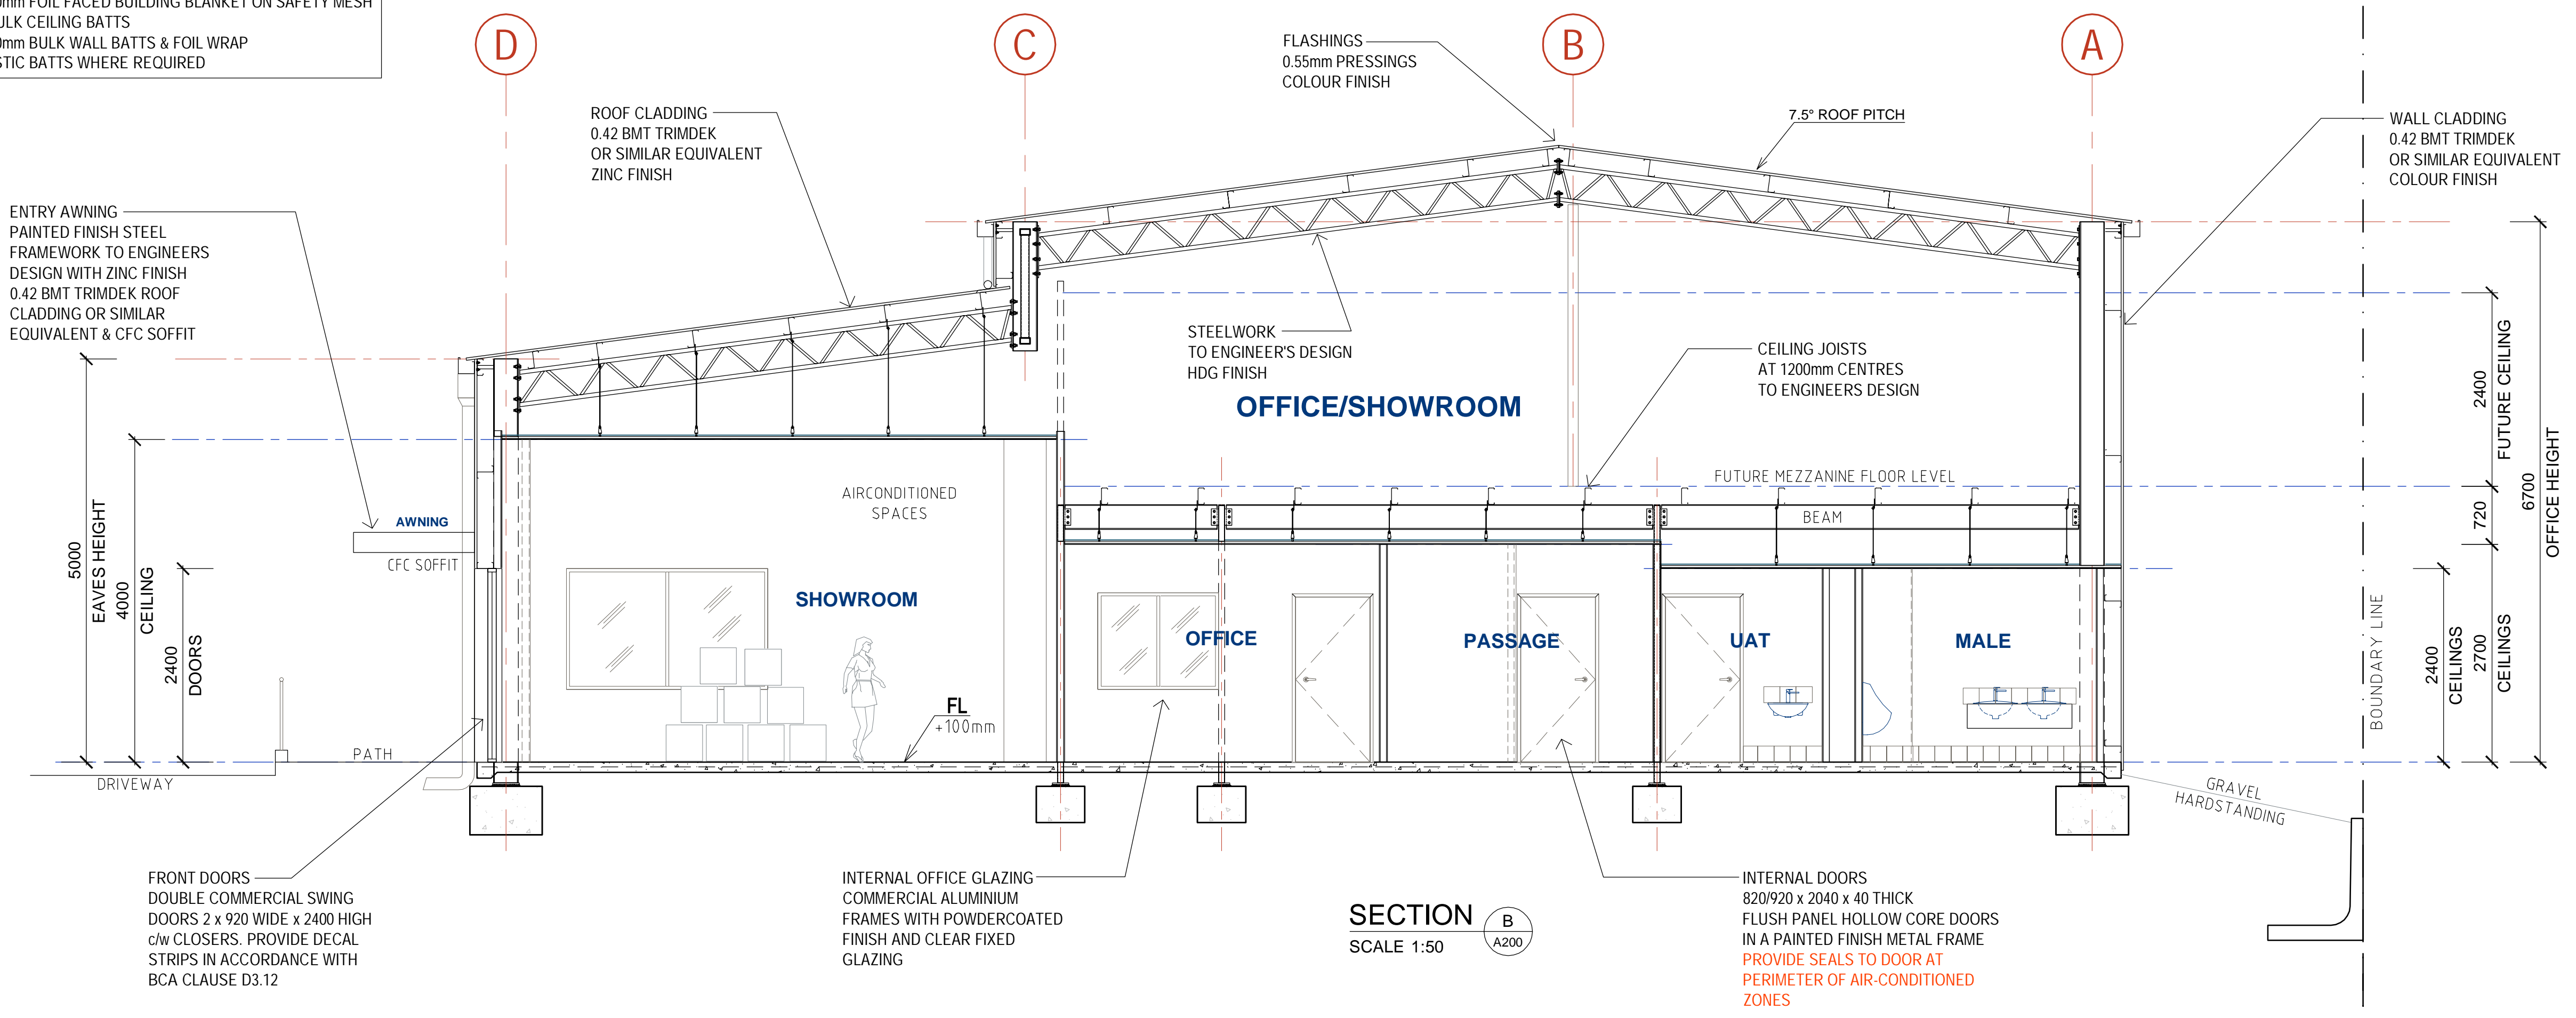 FOIL FACED BUILDING BLANKET ON SAFETY MESH
CEILING BATTS
BULK WALL BATTS & FOIL WRAP
BATTS WHERE REQUIRED
D
C
B
A
FLASHINGS
0.55mm PRESSINGS
COLOUR FINISH
ROOF CLADDING
0.42 BMT TRIMDEK
OR SIMILAR EQUIVALENT
ZINC FINISH
7.5° ROOF PITCH
WALL CLADDING
0.42 BMT TRIMDEK
OR SIMILAR EQUIVALENT
COLOUR FINISH
ENTRY AWNING
PAINTED FINISH STEEL
FRAMEWORK TO ENGINEERS
DESIGN WITH ZINC FINISH
0.42 BMT TRIMDEK ROOF
CLADDING OR SIMILAR
EQUIVALENT & CFC SOFFIT
STEELWORK
TO ENGINEER'S DESIGN
HDG FINISH
CEILING JOISTS
AT 1200mm CENTRES
TO ENGINEERS DESIGN
OFFICE/SHOWROOM
2400
FUTURE CEILING
6700
OFFICE HEIGHT
720
2700
CEILINGS
2400
CEILINGS
FUTURE MEZZANINE FLOOR LEVEL
BEAM
AIRCONDITIONED
SPACES
AWNING
CFC SOFFIT
5000
EAVES HEIGHT
4000
CEILING
2400
DOORS
SHOWROOM
OFFICE
PASSAGE
UAT
MALE
FL
+100mm
PATH
DRIVEWAY
BOUNDARY LINE
GRAVEL
HARDSTANDING
FRONT DOORS
DOUBLE COMMERCIAL SWING
DOORS 2 x 920 WIDE x 2400 HIGH
c/w CLOSERS. PROVIDE DECAL
STRIPS IN ACCORDANCE WITH
BCA CLAUSE D3.12
INTERNAL OFFICE GLAZING
COMMERCIAL ALUMINIUM
FRAMES WITH POWDERCOATED
FINISH AND CLEAR FIXED
GLAZING
SECTION
SCALE 1:50
B
A200
INTERNAL DOORS
820/920 x 2040 x 40 THICK
FLUSH PANEL HOLLOW CORE DOORS
IN A PAINTED FINISH METAL FRAME
PROVIDE SEALS TO DOOR AT
PERIMETER OF AIR-CONDITIONED
ZONES